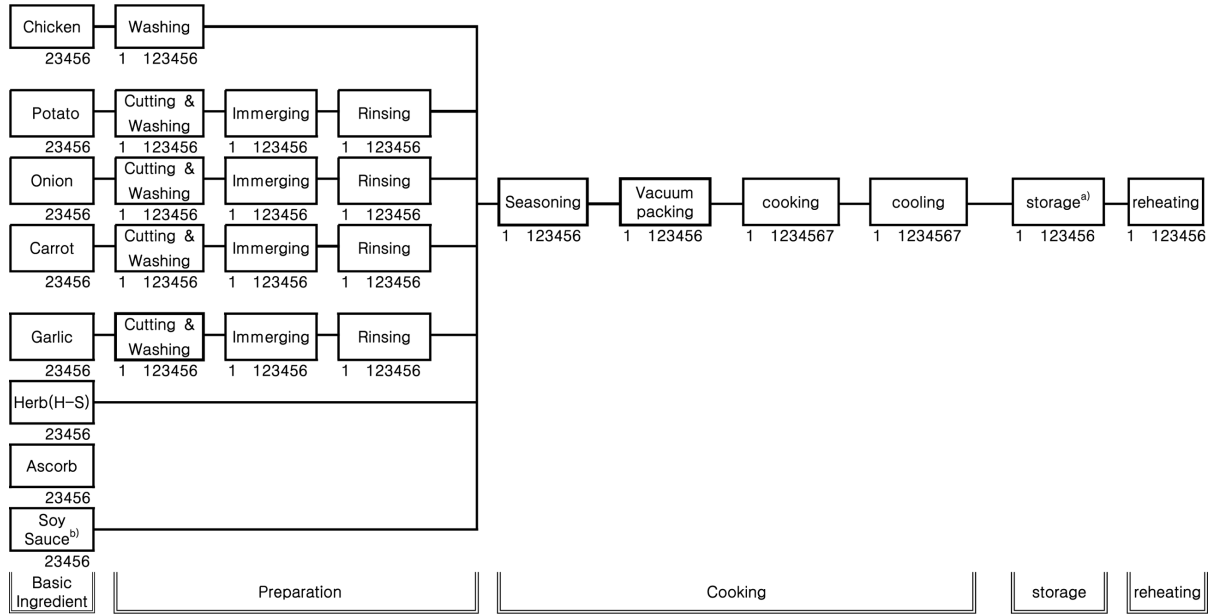 Chicken Washing
23456 1 123456
Potato Cutting & Washing Immerging Rinsing
23456 1 123456 1 123456 1 123456
Onion Cutting & Washing Immerging Rinsing
23456 1 123456 1 123456 1 123456
Seasoning Vacuum packing cooking cooling storage a) reheating
1 123456 1 123456 1 1234567 1 1234567 1 123456 1 123456
Carrot Cutting & Washing Immerging Rinsing
23456 1 123456 1 123456 1 123456
Garlic Cutting & Washing Immerging Rinsing
23456 1 123456 1 123456 1 123456
Herb(H-S)
23456
Ascorb
23456
Soy
Sauce b)
23456
Basic Ingredient Preparation Cooking storage reheating